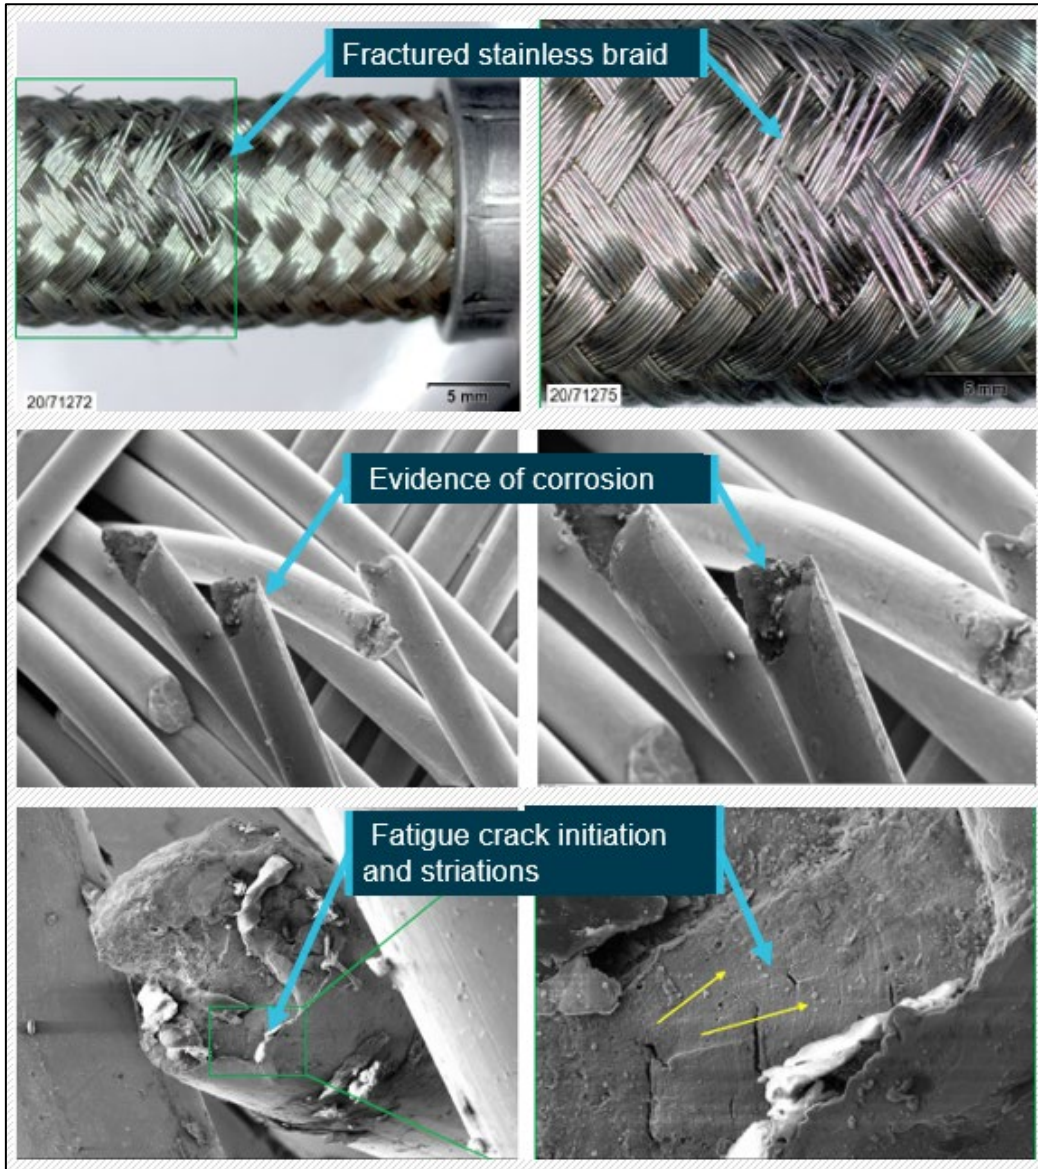 Fractured stainless braid
5 mm
20/71272
5 mm
20/71275
Evidence of corrosion
Fatigue crack initiation
and striations